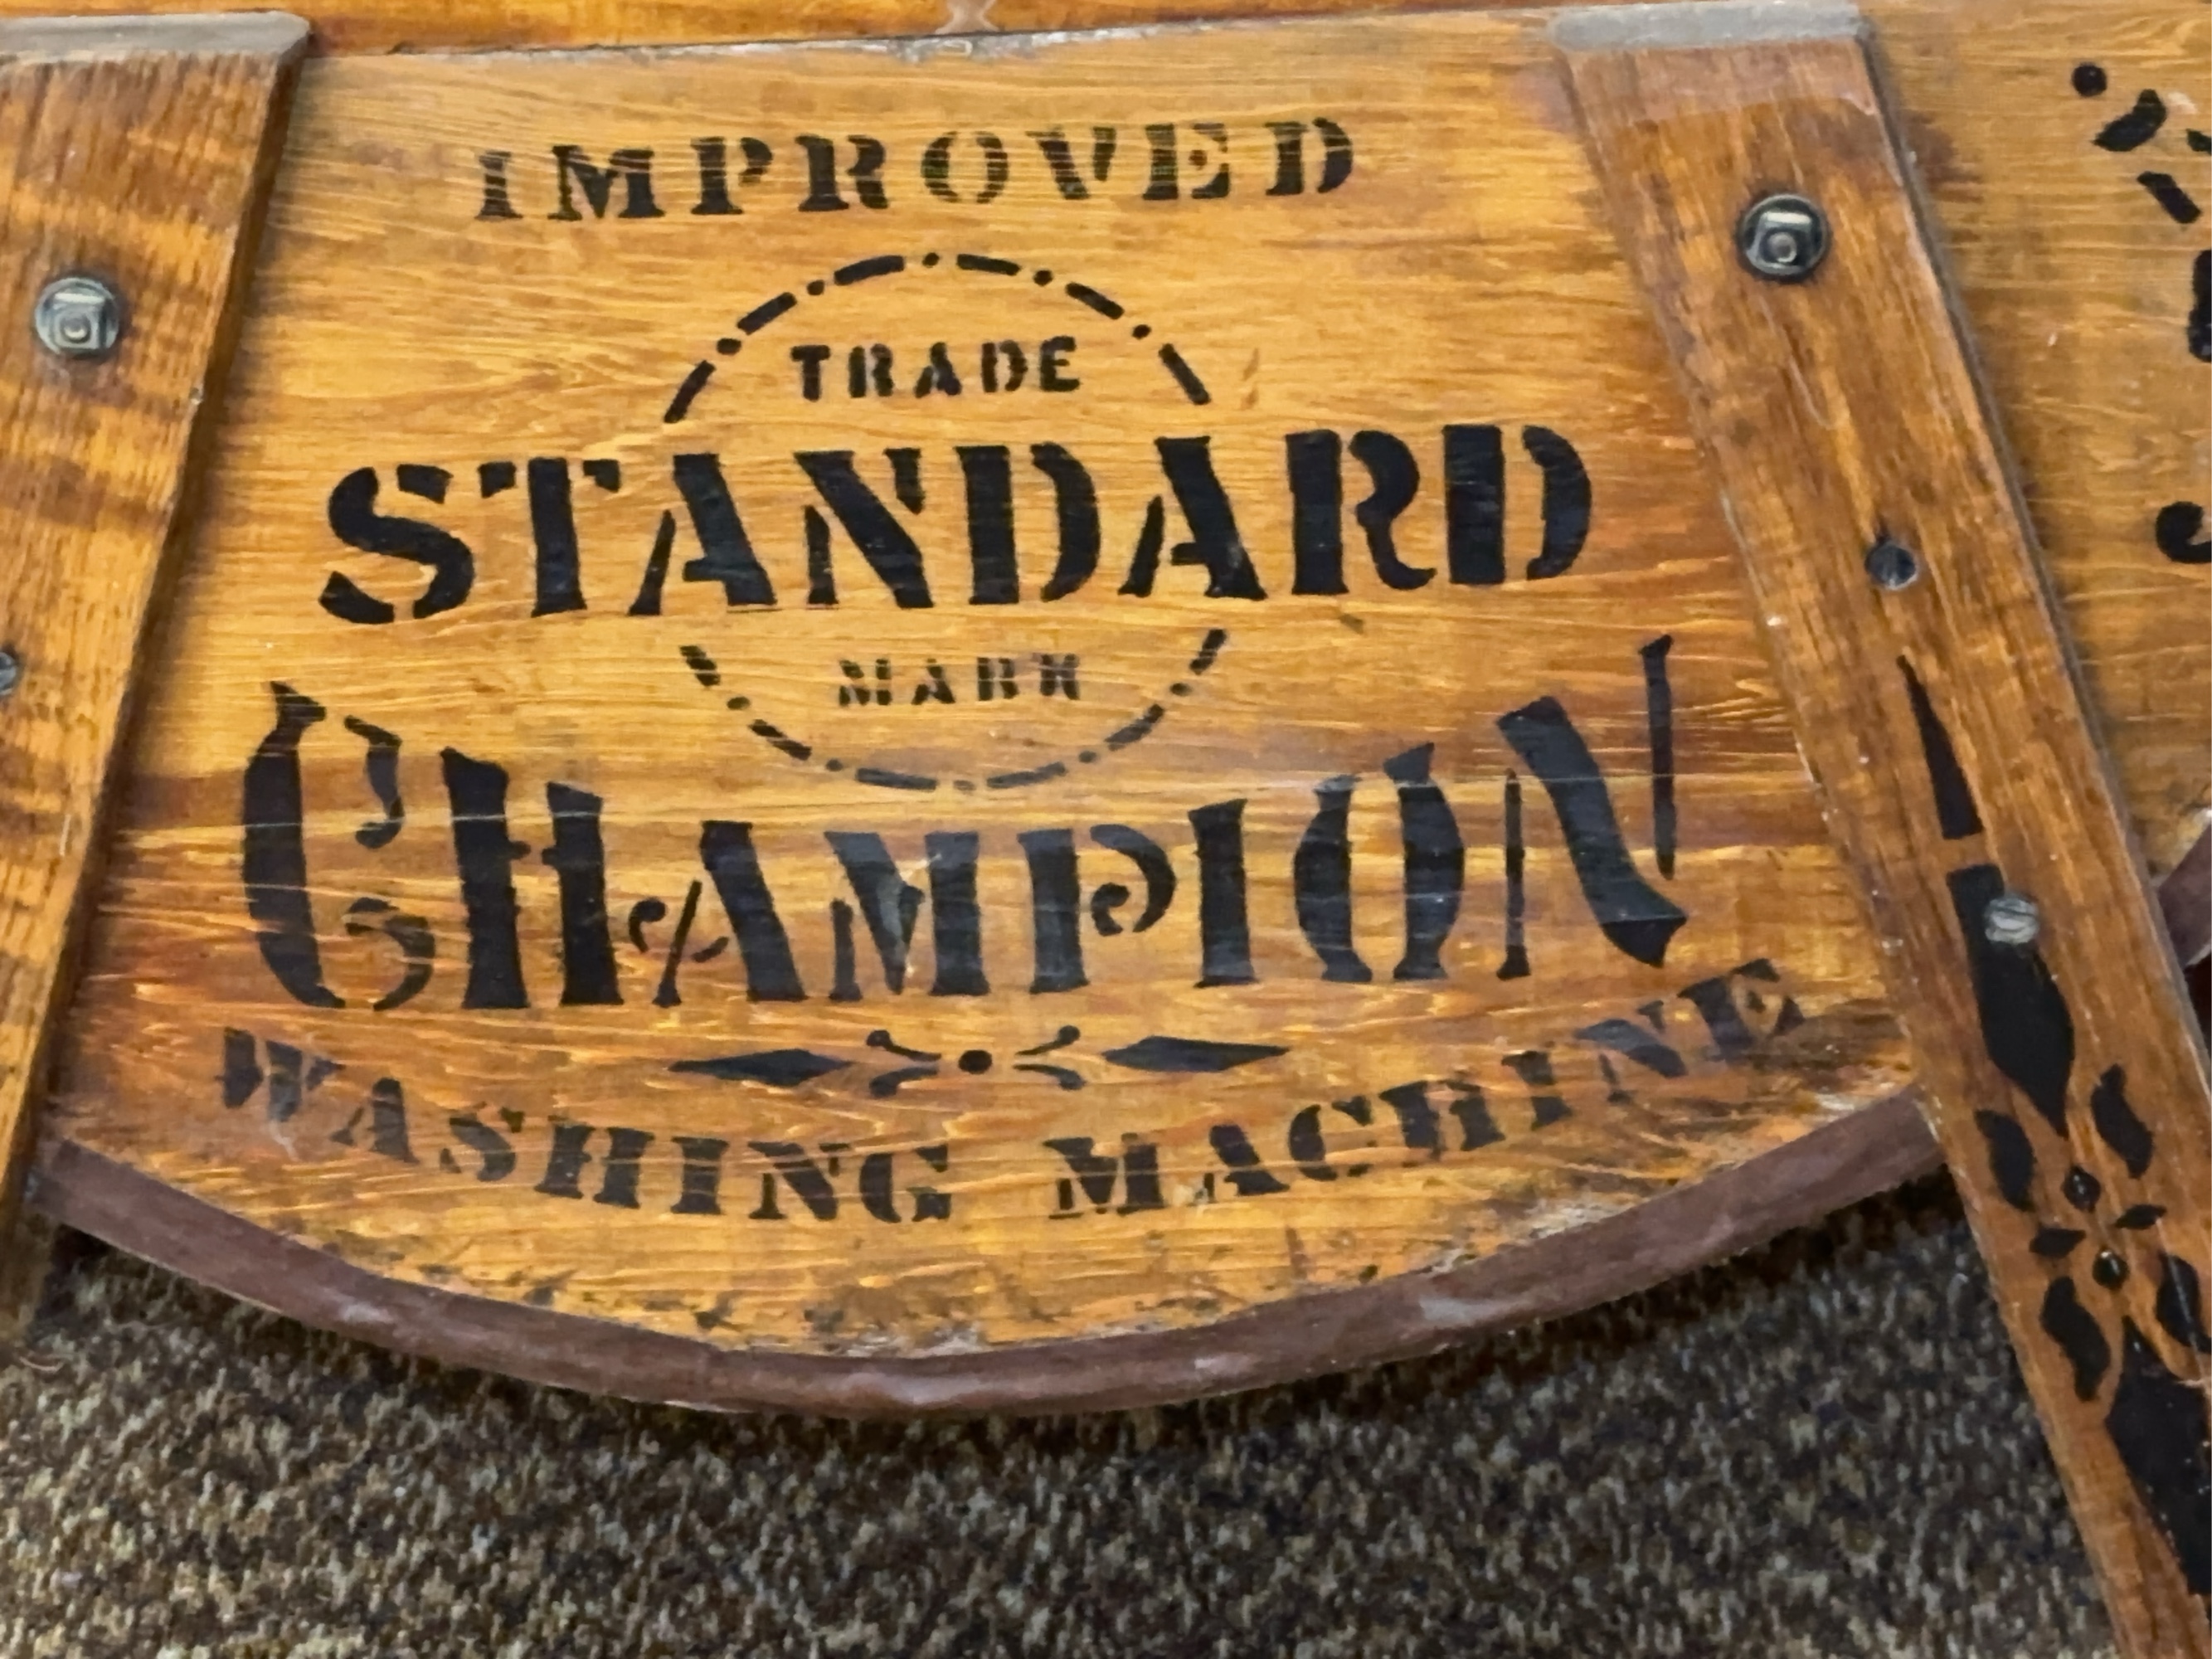 IMPROVED
TRADE
STANDARD
MARK
CHAMPION
WASHING MACHINE